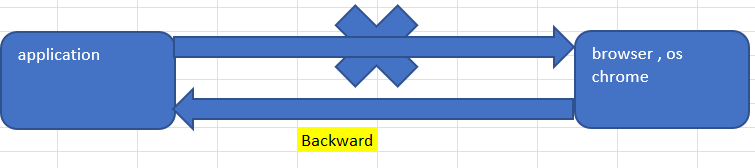 application
browser , os
chrome
Backward